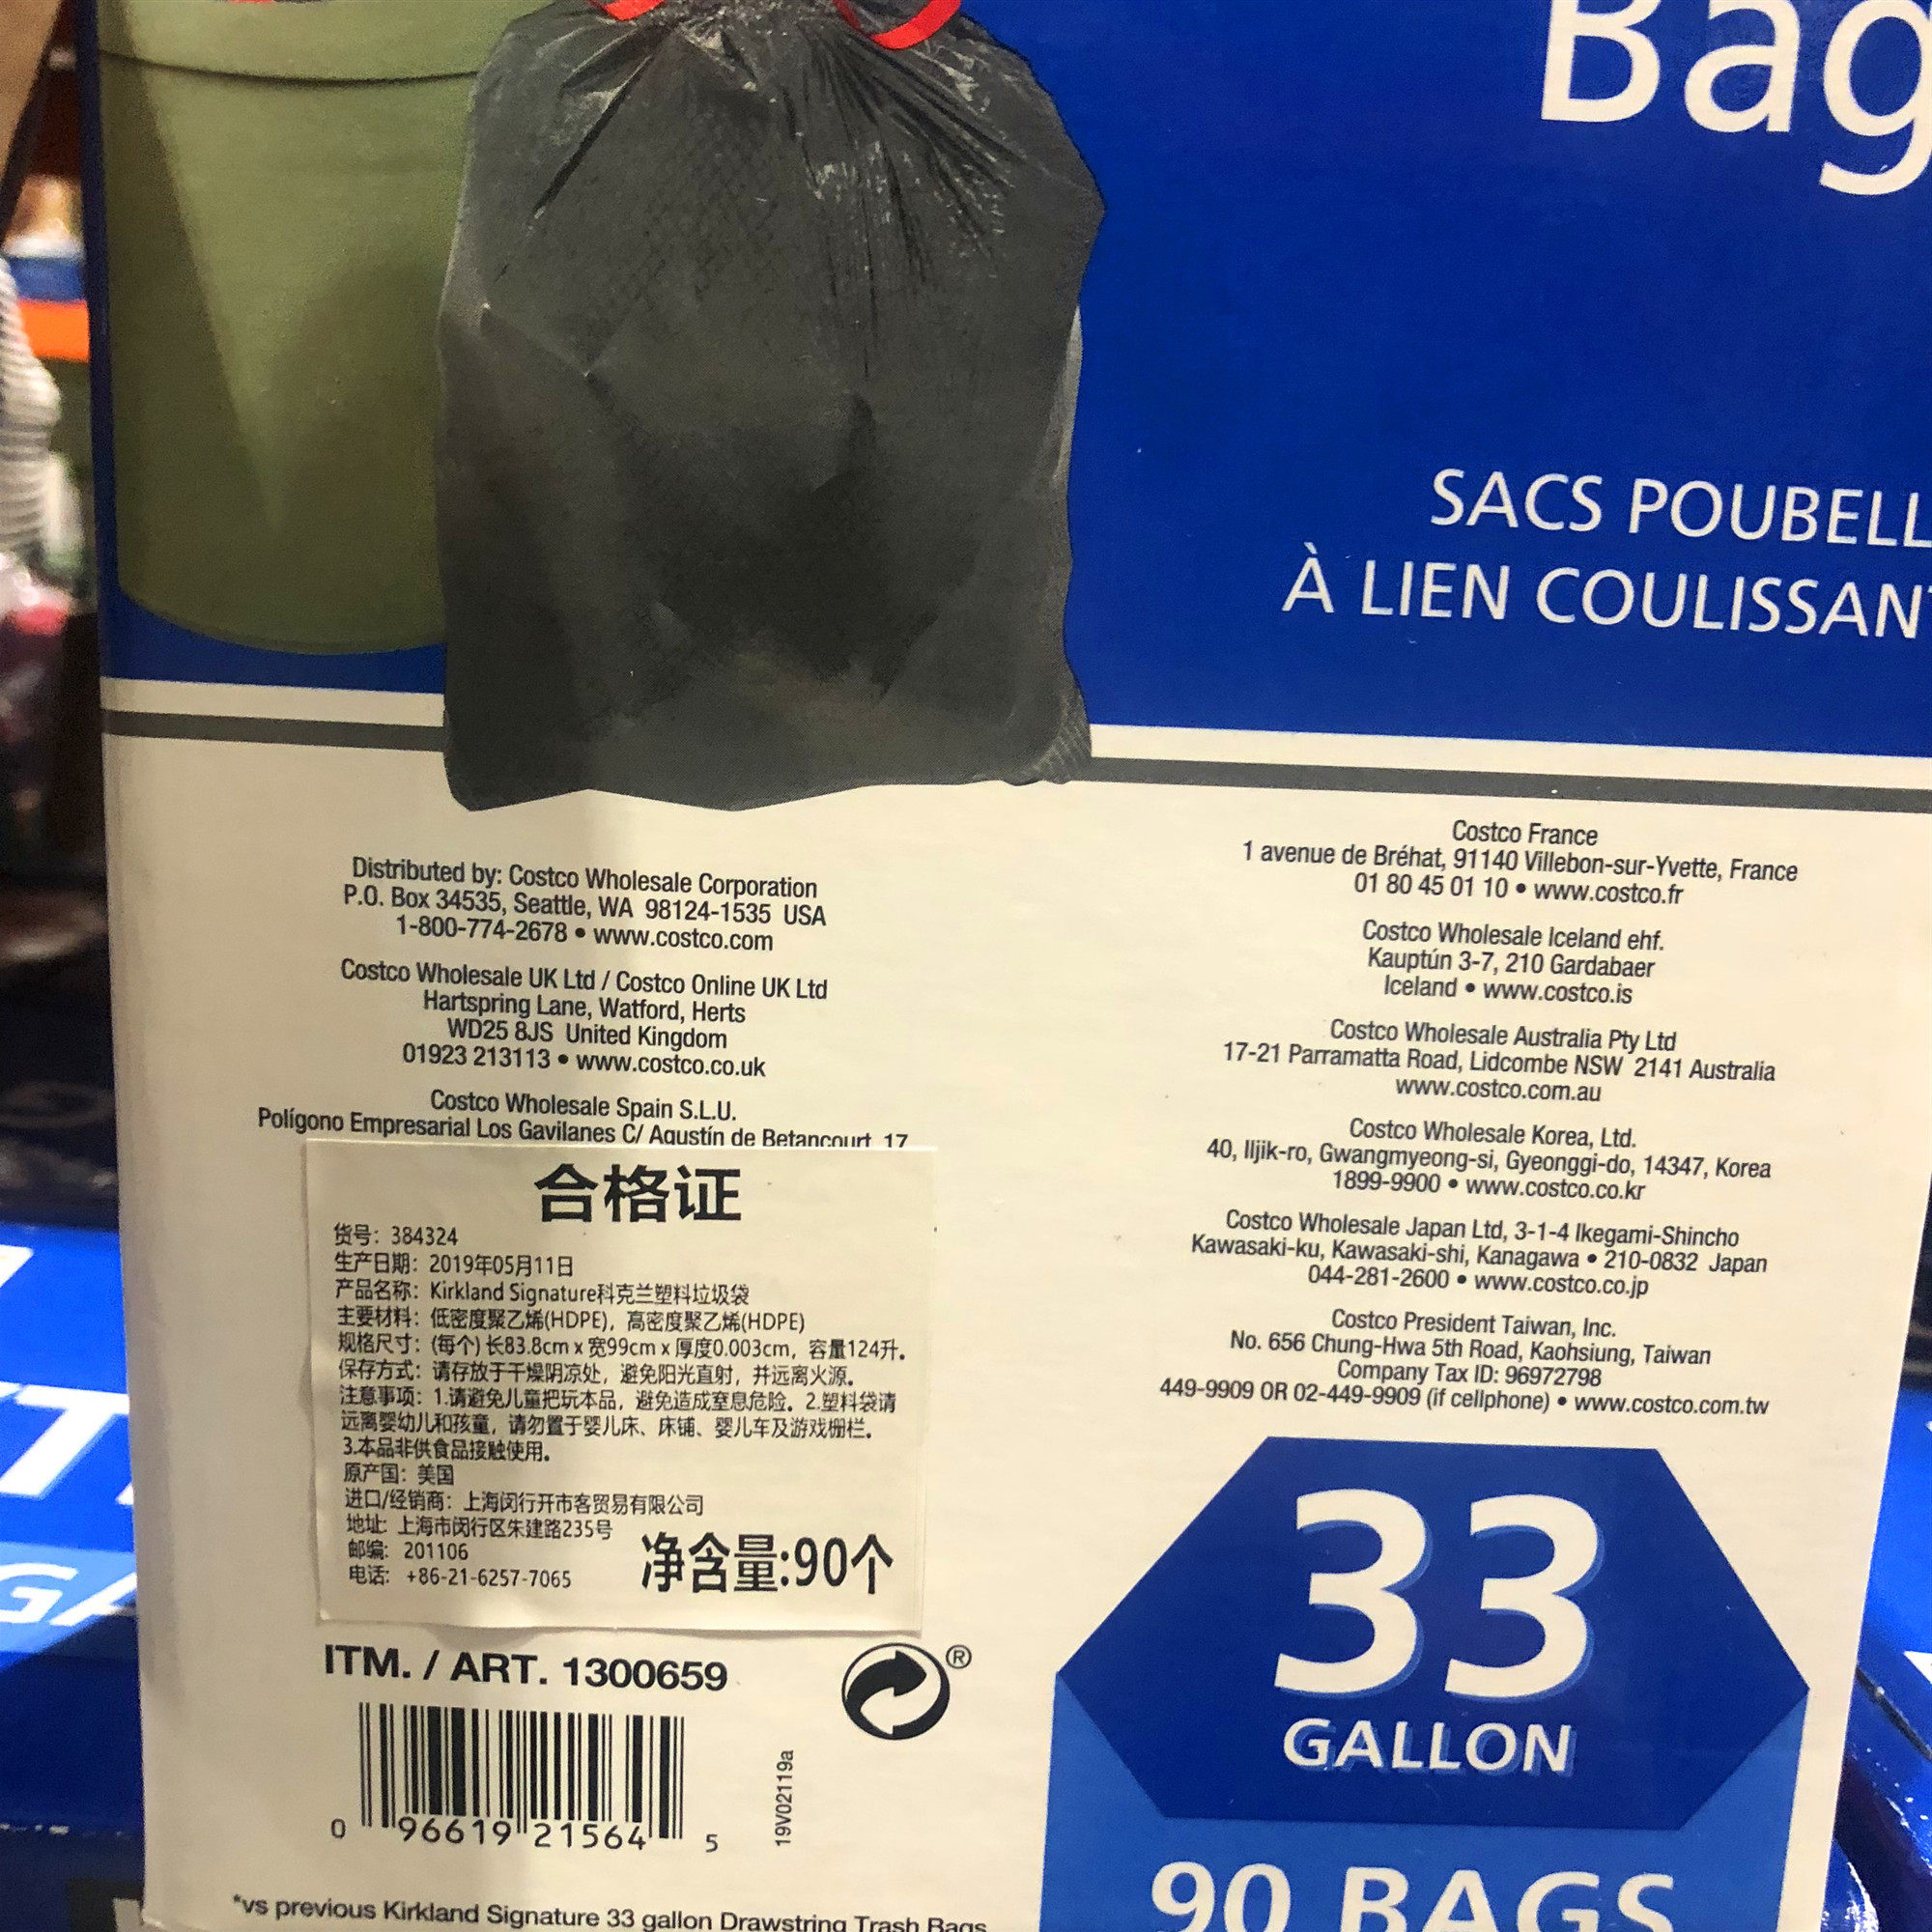 Bag
SACS POUBELL
À LIEN COULISSANT
Distributed by: Costco Wholesale Corporation
P.O. Box 34535, Seattle, WA 98124-1535 USA
1-800-774-2678 • www.costco.com
Costco Wholesale UK Ltd / Costco Online UK Ltd
Hartspring Lane, Watford, Herts
WD25 8JS United Kingdom
01923 213113 • www.costco.co.uk
Costco Wholesale Spain S.L.U.
Polígono Empresarial Los Gavilanes C/ Agustín de Betancourt, 17
合格证
货号：384324
生产日期：2019年05月11日
产品名称：Kirkland Signature科克兰塑料垃圾袋
主要材料：低密度聚乙烯(HDPE)，高密度聚乙烯(HDPE)
规格尺寸：(每个) 长83.8cm x 宽99cm x 厚度0.003cm，容量124升。
保存方式：请存放于干燥阴凉处，避免阳光直射，并远离火源。
注意事项：1.请避免儿童把玩本品，避免造成窒息危险。2.塑料袋请
远离婴幼儿和孩童，请勿置于婴儿床、床铺、婴儿车及游戏栅栏。
3.本品非供食品接触使用。
原产国：美国
进口/经销商：上海闵行开市客贸易有限公司
地址：上海市闵行区朱建路235号
邮编：201106
电话：+86-21-6257-7065
净含量:90个
ITM. / ART. 1300659
®
0 96619 21564 5
19V02119a
*vs previous Kirkland Signature 33 gallon Drawstring Trash Bags
Costco France
1 avenue de Bréhat, 91140 Villebon-sur-Yvette, France
01 80 45 01 10 • www.costco.fr
Costco Wholesale Iceland ehf.
Kauptún 3-7, 210 Gardabaer
Iceland • www.costco.is
Costco Wholesale Australia Pty Ltd
17-21 Parramatta Road, Lidcombe NSW 2141 Australia
www.costco.com.au
Costco Wholesale Korea, Ltd.
40, Iljik-ro, Gwangmyeong-si, Gyeonggi-do, 14347, Korea
1899-9900 • www.costco.co.kr
Costco Wholesale Japan Ltd, 3-1-4 Ikegami-Shincho
Kawasaki-ku, Kawasaki-shi, Kanagawa • 210-0832 Japan
044-281-2600 • www.costco.co.jp
Costco President Taiwan, Inc.
No. 656 Chung-Hwa 5th Road, Kaohsiung, Taiwan
Company Tax ID: 96972798
449-9909 OR 02-449-9909 (if cellphone) • www.costco.com.tw
33
GALLON
90 BAGS